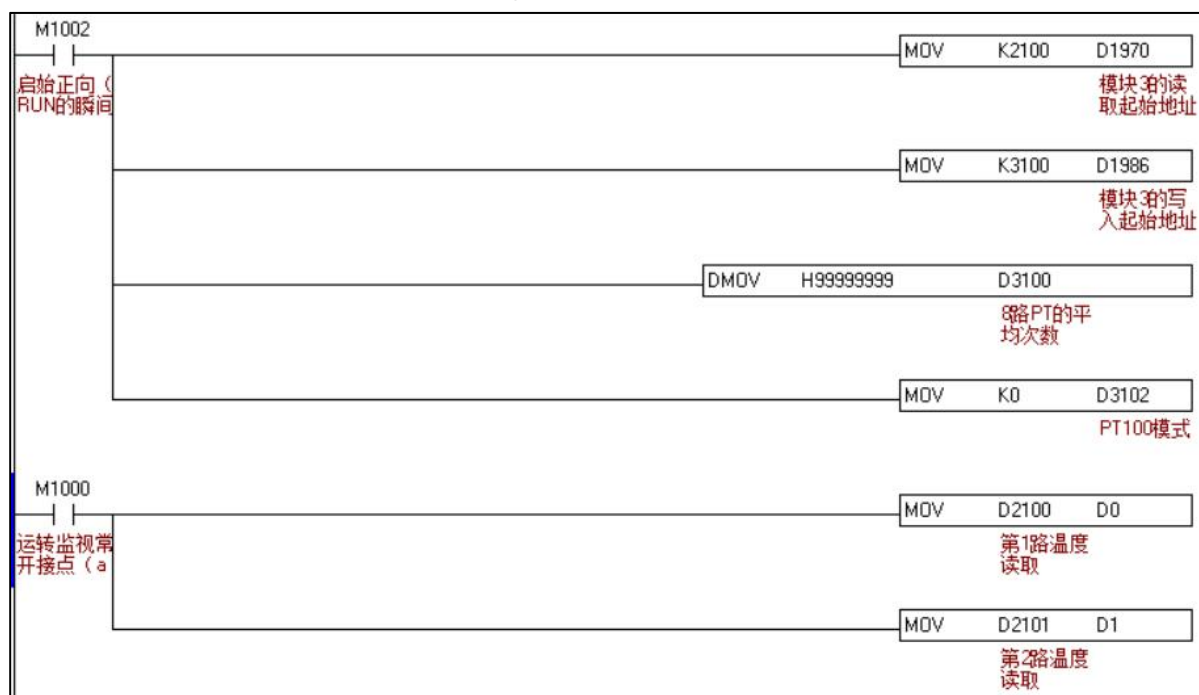 M1002
启始正向（
RUN的瞬间
MOV K2100 D1970
模块3的读
取起始地址
MOV K3100 D1986
模块3的写
入起始地址
DMOV H99999999 D3100
8路PT的平
均次数
MOV K0 D3102
PT100模式
M1000
运转监视常
开接点（a
MOV D2100 D0
第1路温度
读取
MOV D2101 D1
第2路温度
读取